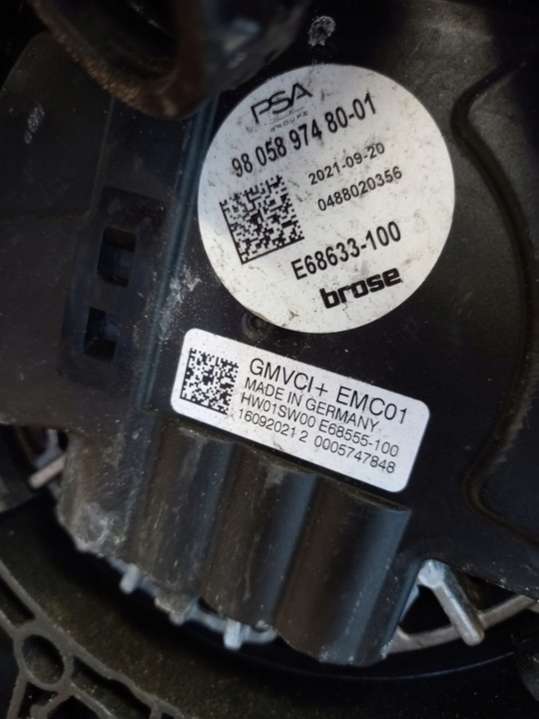 PSA
GROUPE
98 058 974 80-01
2021-09-20
0488020356
E68633-100
brose
GMVCI+ EMC01
MADE IN GERMANY
HW01SW00 E68555-100
16092021 2 0005747848